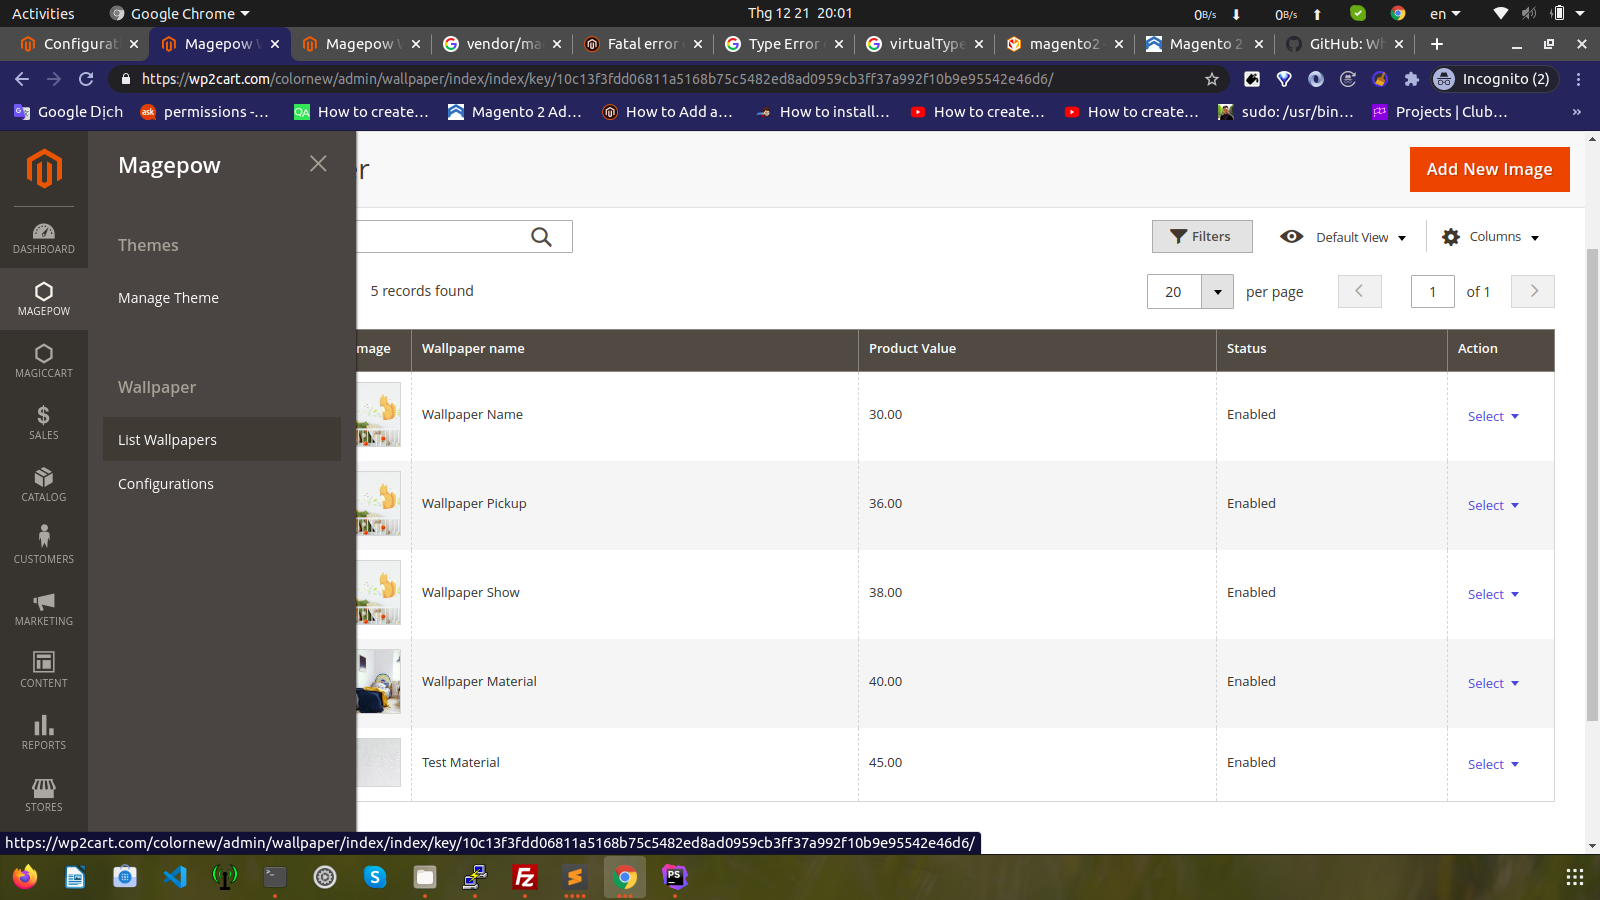 Activities
Google Chrome
Thg 12 21 20:01
0B/s
0B/s
en
Configurat
Magepow W
Magepow W
vendor/ma
Fatal error
Type Error
virtualType
magento2
Magento 2
GitHub: Wh
https://wp2cart.com/colornew/admin/wallpaper/index/index/key/10c13f3fdd06811a5168b75c5482ed8ad0959cb3ff37a992f10b9e95542e46d6/
Incognito (2)
Google Dịch
permissions -...
How to create...
Magento 2 Ad...
How to Add a...
How to install...
How to create...
How to create...
sudo: /usr/bin...
Projects | Club...
»
DASHBOARD
MAGEPOW
MAGICCART
SALES
CATALOG
CUSTOMERS
MARKETING
CONTENT
REPORTS
STORES
Magepow
Themes
Manage Theme
Wallpaper
List Wallpapers
Configurations
er
Add New Image
Filters
Default View
Columns
5 records found
20
per page
1
of 1
mage
Wallpaper name
Product Value
Status
Action
Wallpaper Name
30.00
Enabled
Select
Wallpaper Pickup
36.00
Enabled
Select
Wallpaper Show
38.00
Enabled
Select
Wallpaper Material
40.00
Enabled
Select
Test Material
45.00
Enabled
Select
https://wp2cart.com/colornew/admin/wallpaper/index/index/key/10c13f3fdd06811a5168b75c5482ed8ad0959cb3ff37a992f10b9e95542e46d6/